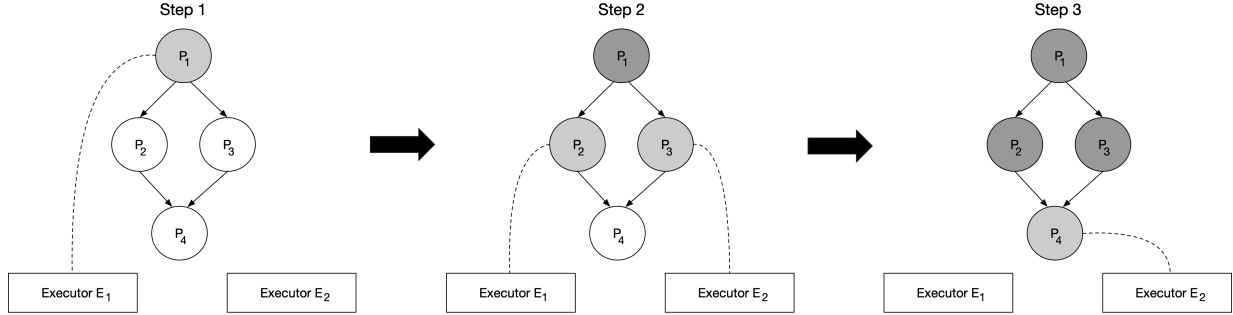 Step 1
Step 2
Step 3
P1
P1
P1
P2
P3
P2
P3
P2
P3
P4
P4
P4
Executor E1
Executor E2
Executor E1
Executor E2
Executor E1
Executor E2